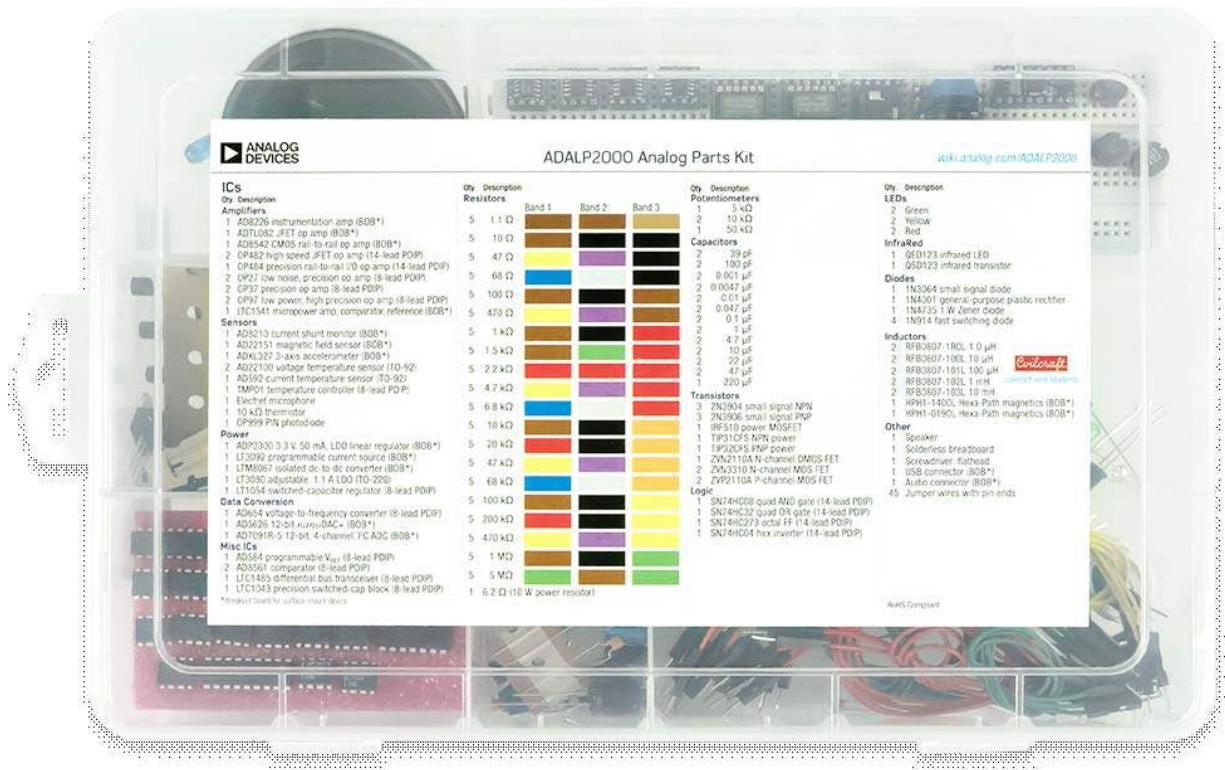 ANALOG
DEVICES
ADALP2000 Analog Parts Kit
wiki.analog.com/ADALP2000
ICs
Qty. Description
Amplifiers
1 AD8226 instrumentation amp (BOB*)
1 ADTL082 JFET op amp (BOB*)
1 AD8542 CMOS rail-to-rail op amp (BOB*)
2 OP482 high speed JFET op amp (14-lead PDIP)
1 OP484 precision rail-to-rail I/O op amp (14-lead PDIP)
2 OP27 low noise, precision op amp (8-lead PDIP)
2 OP37 precision op amp (8-lead PDIP)
2 OP97 low power, high precision op amp (8-lead PDIP)
1 LTC1541 micropower amp, comparator, reference (BOB*)
Sensors
1 AD8210 current shunt monitor (BOB*)
1 AD22151 magnetic field sensor (BOB*)
1 ADXL327 3-axis accelerometer (BOB*)
2 AD22100 voltage temperature sensor (TO-92)
1 AD592 current temperature sensor (TO-92)
1 TMP01 temperature controller (8-lead PDIP)
1 Electret microphone
1 10 kΩ thermistor
1 OP999 PIN photodiode
Power
1 ADP3300 3.3 V, 50 mA, LDO linear regulator (BOB*)
1 LT3092 programmable current source (BOB*)
1 LTM8067 isolated dc-to-dc converter (BOB*)
1 LT3080 adjustable, 1.1 A LDO (TO-220)
1 LT1054 switched-capacitor regulator (8-lead PDIP)
Data Conversion
1 AD654 voltage-to-frequency converter (8-lead PDIP)
1 AD5626 12-bit nanoDAC+ (BOB*)
1 AD7091R-5 12-bit, 4-channel, I²C ADC (BOB*)
Misc ICs
1 AD584 programmable VREF (8-lead PDIP)
2 AD8561 comparator (8-lead PDIP)
1 LTC1485 differential bus transceiver (8-lead PDIP)
1 LTC1043 precision switched-cap block (8-lead PDIP)
*Breakout board for surface-mount device
Qty. Description
Resistors
Band 1 Band 2 Band 3
5 1.1 Ω
5 10 Ω
5 47 Ω
5 68 Ω
5 100 Ω
5 470 Ω
5 1 kΩ
5 1.5 kΩ
5 2.2 kΩ
5 4.7 kΩ
5 6.8 kΩ
5 10 kΩ
5 20 kΩ
5 47 kΩ
5 68 kΩ
5 100 kΩ
5 200 kΩ
5 470 kΩ
5 1 MΩ
5 5 MΩ
1 6.2 Ω (10 W power resistor)
Qty. Description
Potentiometers
1 5 kΩ
2 10 kΩ
1 50 kΩ
Capacitors
2 39 pF
2 100 pF
2 0.001 µF
2 0.0047 µF
2 0.01 µF
2 0.047 µF
2 0.1 µF
2 1 µF
2 4.7 µF
2 10 µF
2 22 µF
2 47 µF
1 220 µF
Transistors
3 2N3904 small signal NPN
3 2N3906 small signal PNP
1 IRF510 power MOSFET
1 TIP31CFS NPN power
1 TIP32CFS PNP power
2 ZVN2110A N-channel DMOS FET
2 ZVN3310 N-channel MOS FET
2 ZVP2110A P-channel MOS FET
Logic
1 SN74HC08 quad AND gate (14-lead PDIP)
1 SN74HC32 quad OR gate (14-lead PDIP)
1 SN74HC273 octal FF (14-lead PDIP)
1 SN74HC04 hex inverter (14-lead PDIP)
Qty. Description
LEDs
2 Green
2 Yellow
2 Red
InfraRed
1 QED123 infrared LED
1 QSD123 infrared transistor
Diodes
1 1N3064 small signal diode
1 1N4001 general-purpose plastic rectifier
1 1N4735 1 W Zener diode
4 1N914 fast switching diode
Inductors
2 RFB0807-1R0L 1.0 µH
2 RFB0807-100L 10 µH
2 RFB0807-101L 100 µH
2 RFB0807-102L 1 mH
2 RFB0807-103L 10 mH
1 HPH1-1400L Hexa-Path magnetics (BOB*)
1 HPH1-0190L Hexa-Path magnetics (BOB*)
Coilcraft
Other
1 Speaker
1 Solderless breadboard
1 Screwdriver, flathead
1 USB connector (BOB*)
1 Audio connector (BOB*)
45 Jumper wires with pin ends
RoHS Compliant